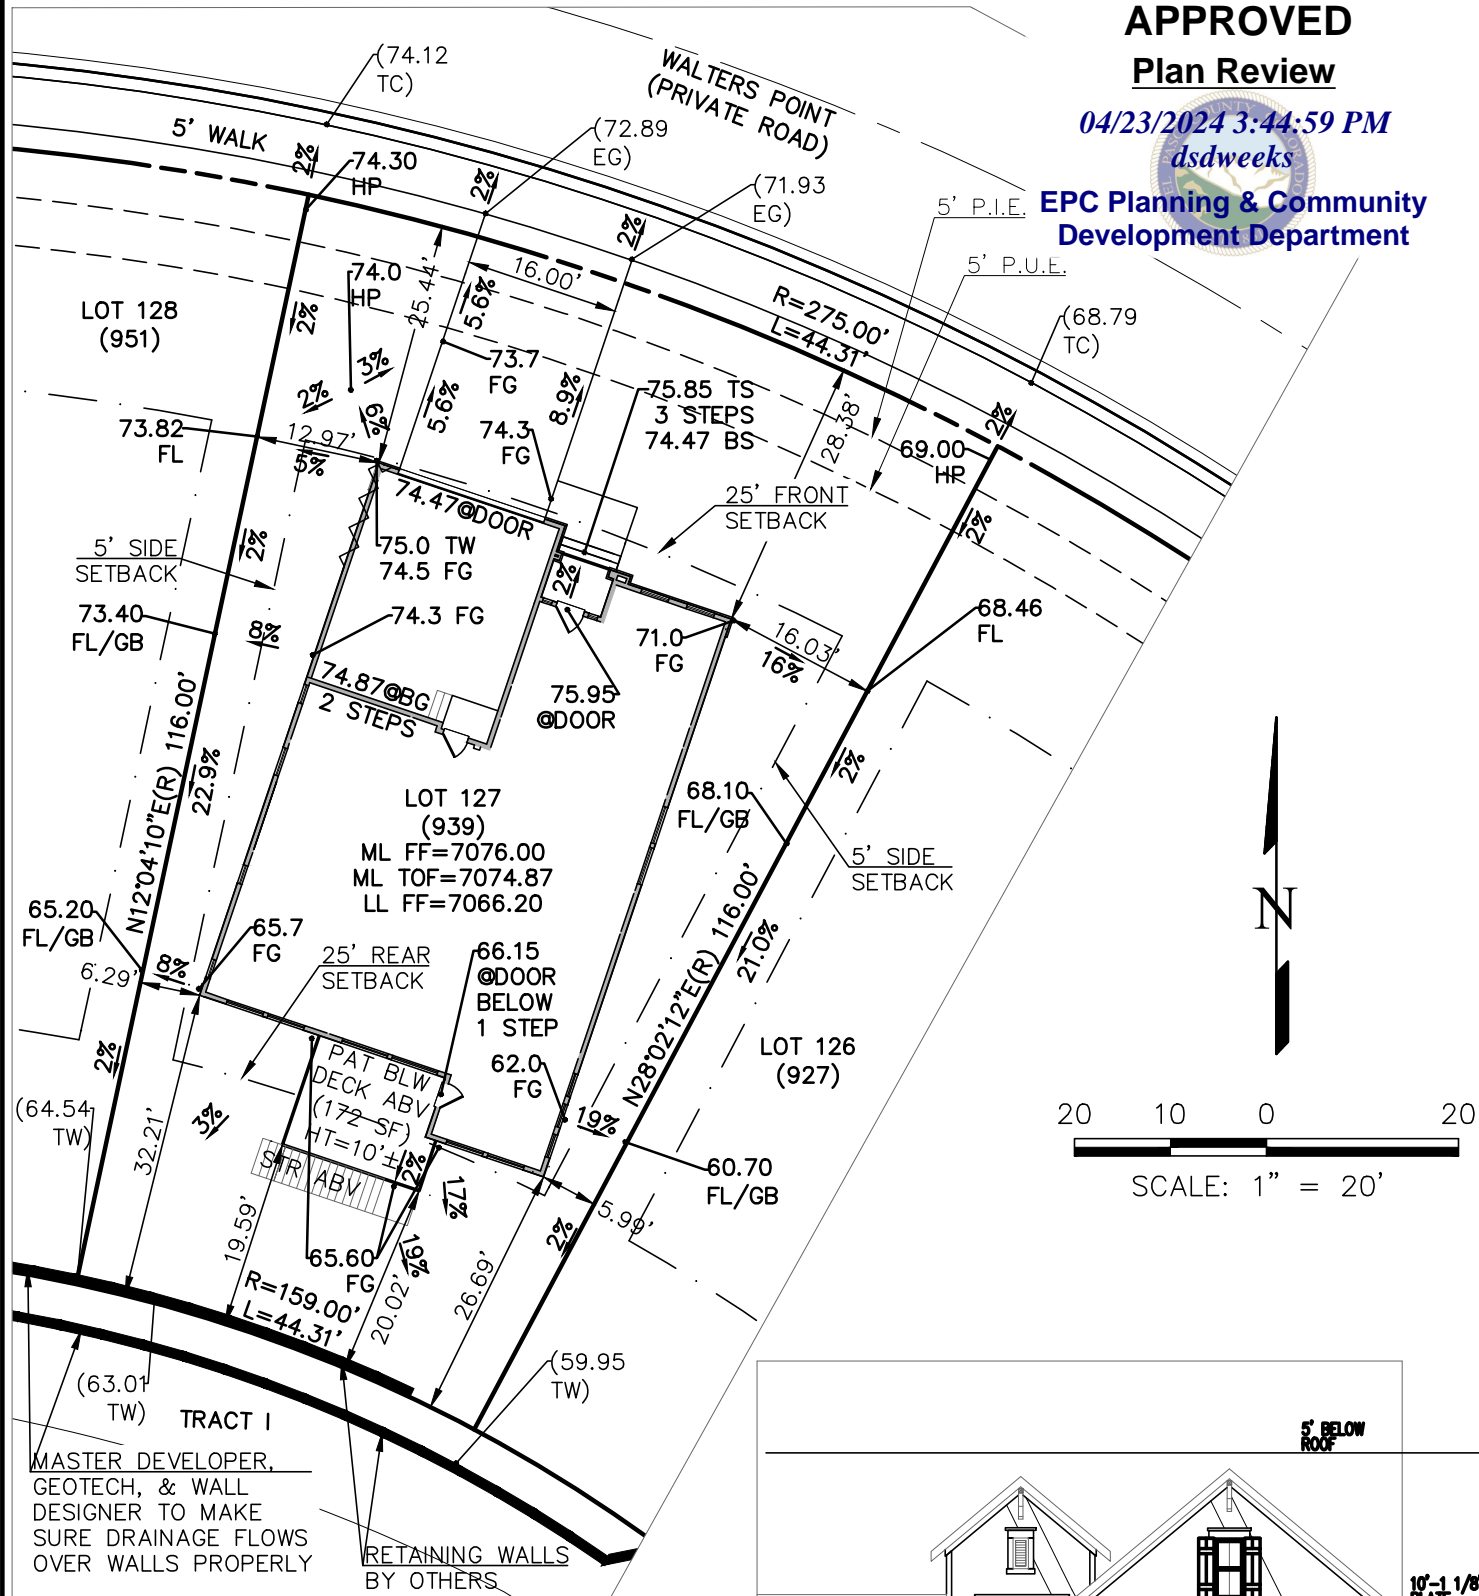 APPROVED
Plan Review
04/23/2024 3:44:59 PM
dsdweeks
EPC Planning & Community
Development Department
(74.12
TC)
WALTERS POINT
(PRIVATE ROAD)
5' WALK
2%
74.30
HP
(72.89
EG)
2%
(71.93
EG)
2%
5' P.I.E.
5' P.U.E.
LOT 128
(951)
74.0
HP
2%
25.44'
5.6%
16.00'
R=275.00'
L=44.31'
(68.79
TC)
3%
2%
6%
73.7
FG
5.6%
8.9%
75.85 TS
3 STEPS
74.47 BS
28.38'
2%
73.82
FL
12.97'
5%
74.3
FG
69.00
HP
74.47@DOOR
25' FRONT
SETBACK
2%
5' SIDE
SETBACK
2%
75.0 TW
74.5 FG
2%
73.40
FL/GB
8%
74.3 FG
71.0
FG
16.03'
16%
68.46
FL
74.87@BG
2 STEPS
75.95
@DOOR
22.9%
N12°04'10"E(R) 116.00'
LOT 127
(939)
ML FF=7076.00
ML TOF=7074.87
LL FF=7066.20
2%
68.10
FL/GB
5' SIDE
SETBACK
N
65.20
FL/GB
65.7
FG
25' REAR
SETBACK
66.15
@DOOR
BELOW
1 STEP
21.0%
N28°02'12"E(R) 116.00'
6.29'
8%
2%
LOT 126
(927)
PAT BLW
DECK ABV
(172 SF)
HT=10'±
62.0
FG
19%
(64.54
TW)
3%
32.21'
STR ABV
2%
17%
60.70
FL/GB
20 10 0 20
SCALE: 1" = 20'
19.59'
65.60
FG
19%
5.99'
2%
R=159.00'
L=44.31'
20.02'
26.69'
(59.95
TW)
(63.01
TW)
TRACT I
MASTER DEVELOPER,
GEOTECH, & WALL
DESIGNER TO MAKE
SURE DRAINAGE FLOWS
OVER WALLS PROPERLY
RETAINING WALLS
BY OTHERS
5' BELOW
ROOF
10'-1 1/8"